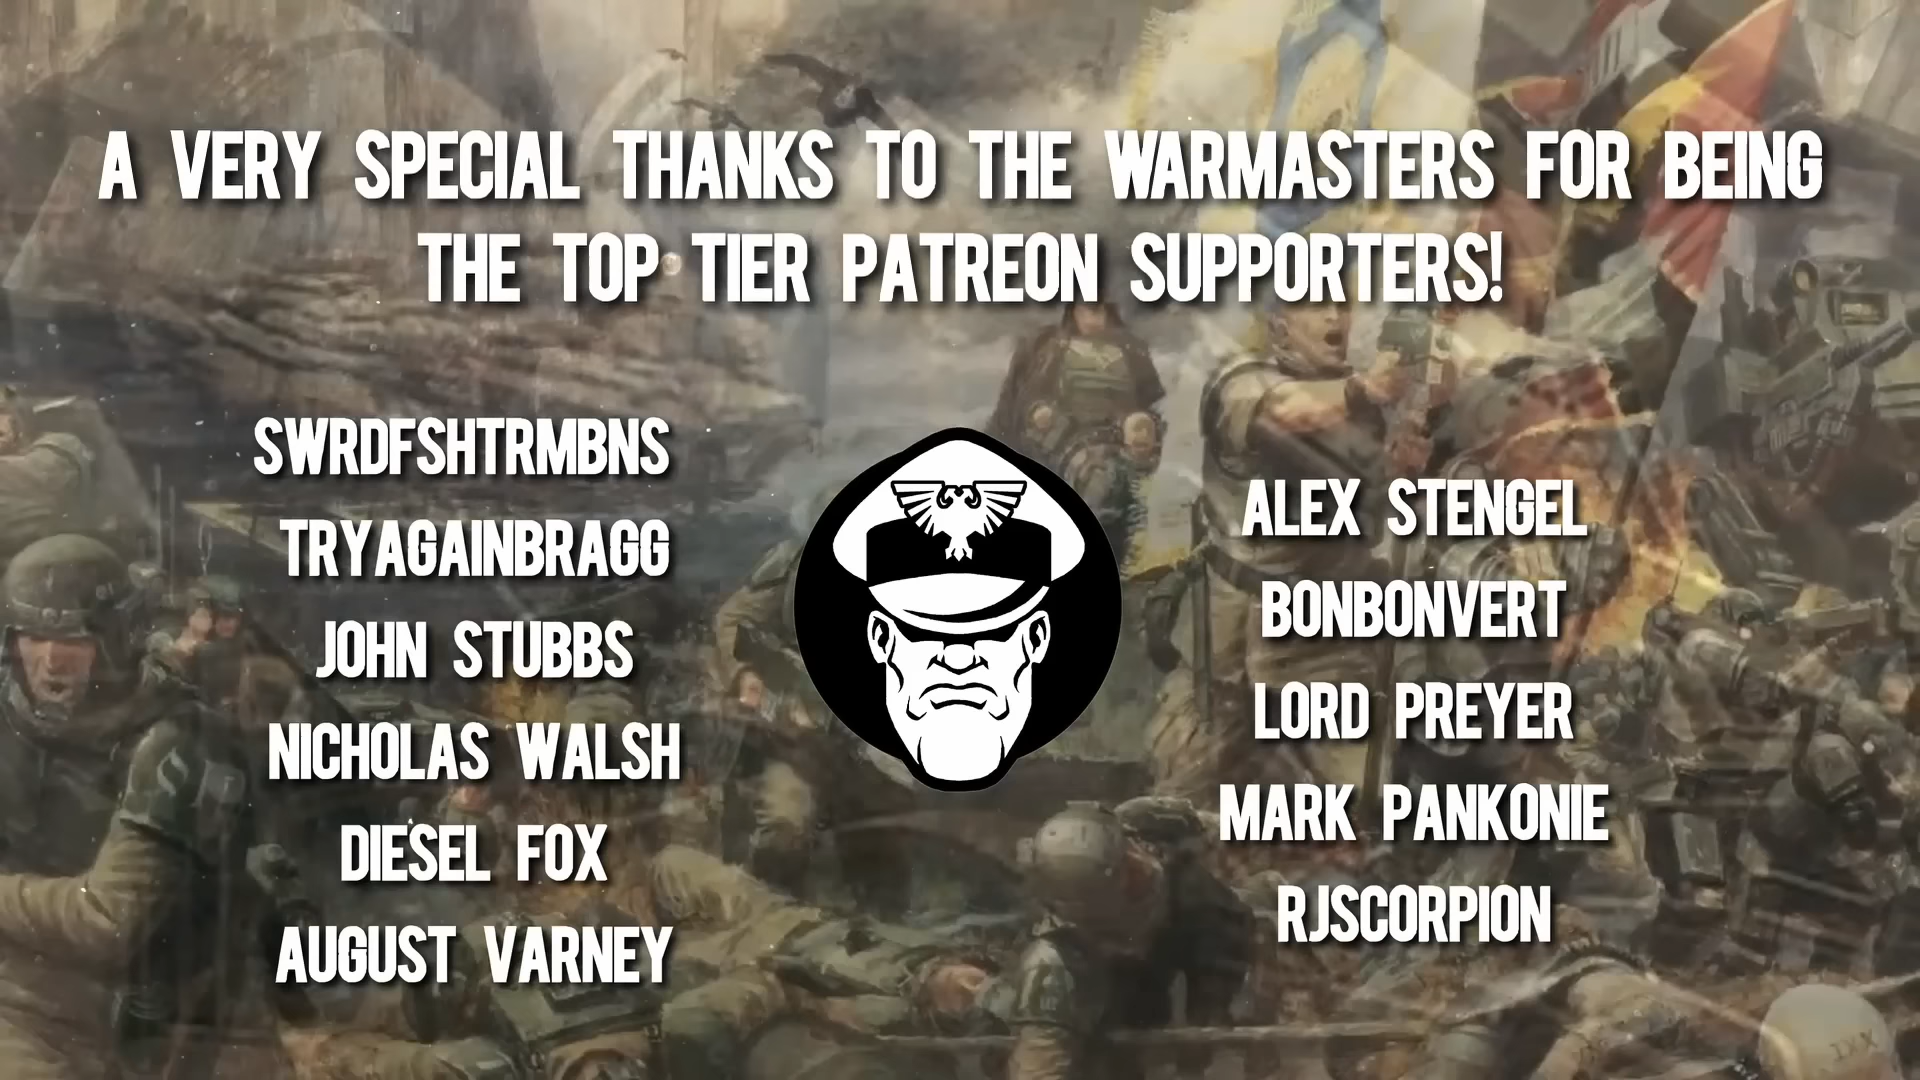 A VERY SPECIAL THANKS TO THE WARMASTERS FOR BEING
THE TOP TIER PATREON SUPPORTERS!
SWRDFSHTRMBNS
TRYAGAINBRAGG
JOHN STUBBS
NICHOLAS WALSH
DIESEL FOX
AUGUST VARNEY
ALEX STENGEL
BONBONVERT
LORD PREYER
MARK PANKONIE
RJSCORPION